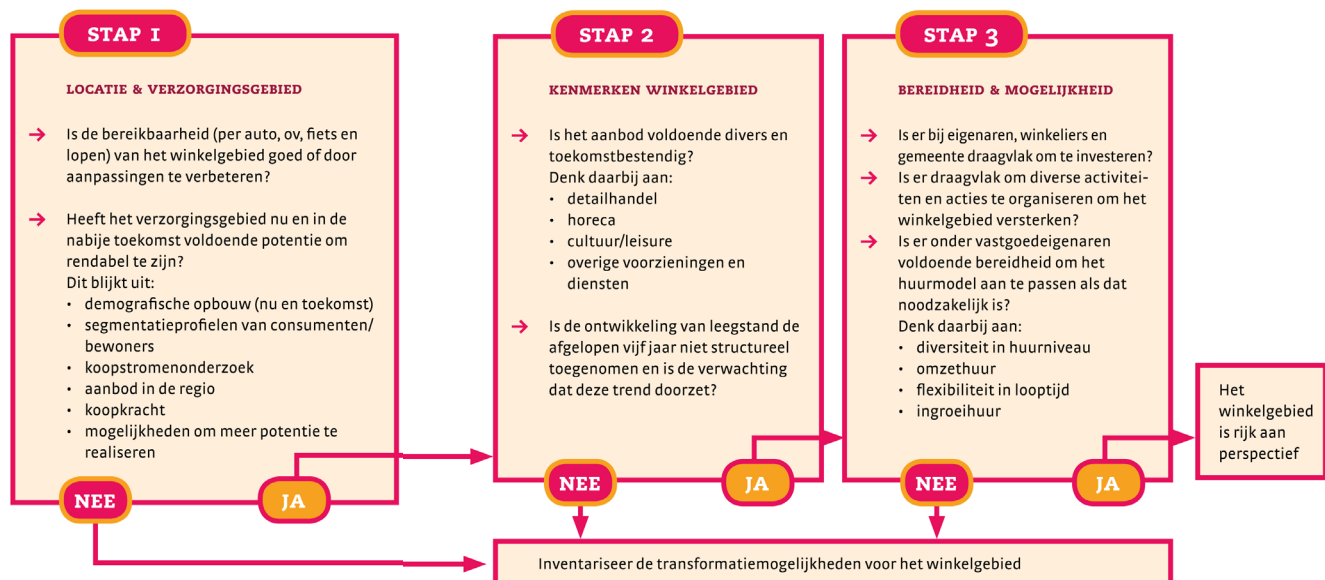 STAP 1
LOCATIE & VERZORGINGSGEBIED
→ Is de bereikbaarheid (per auto, ov, fiets en
lopen) van het winkelgebied goed of door
aanpassingen te verbeteren?
→ Heeft het verzorgingsgebied nu en in de
nabije toekomst voldoende potentie om
rendabel te zijn?
Dit blijkt uit:
• demografische opbouw (nu en toekomst)
• segmentatieprofielen van consumenten/
bewoners
• koopstromenonderzoek
• aanbod in de regio
• koopkracht
• mogelijkheden om meer potentie te
realiseren
NEE
JA
STAP 2
KENMERKEN WINKELGEBIED
→ Is het aanbod voldoende divers en
toekomstbestendig?
Denk daarbij aan:
• detailhandel
• horeca
• cultuur/leisure
• overige voorzieningen en
diensten
→ Is de ontwikkeling van leegstand de
afgelopen vijf jaar niet structureel
toegenomen en is de verwachting
dat deze trend doorzet?
NEE
JA
STAP 3
BEREIDHEID & MOGELIJKHEID
→ Is er bij eigenaren, winkeliers en
gemeente draagvlak om te investeren?
→ Is er draagvlak om diverse activitei-
ten en acties te organiseren om het
winkelgebied versterken?
→ Is er onder vastgoedeigenaren
voldoende bereidheid om het
huurmodel aan te passen als dat
noodzakelijk is?
Denk daarbij aan:
• diversiteit in huurniveau
• omzethuur
• flexibiliteit in looptijd
• ingroeihuur
NEE
JA
Het
winkelgebied
is rijk aan
perspectief
Inventariseer de transformatiemogelijkheden voor het winkelgebied